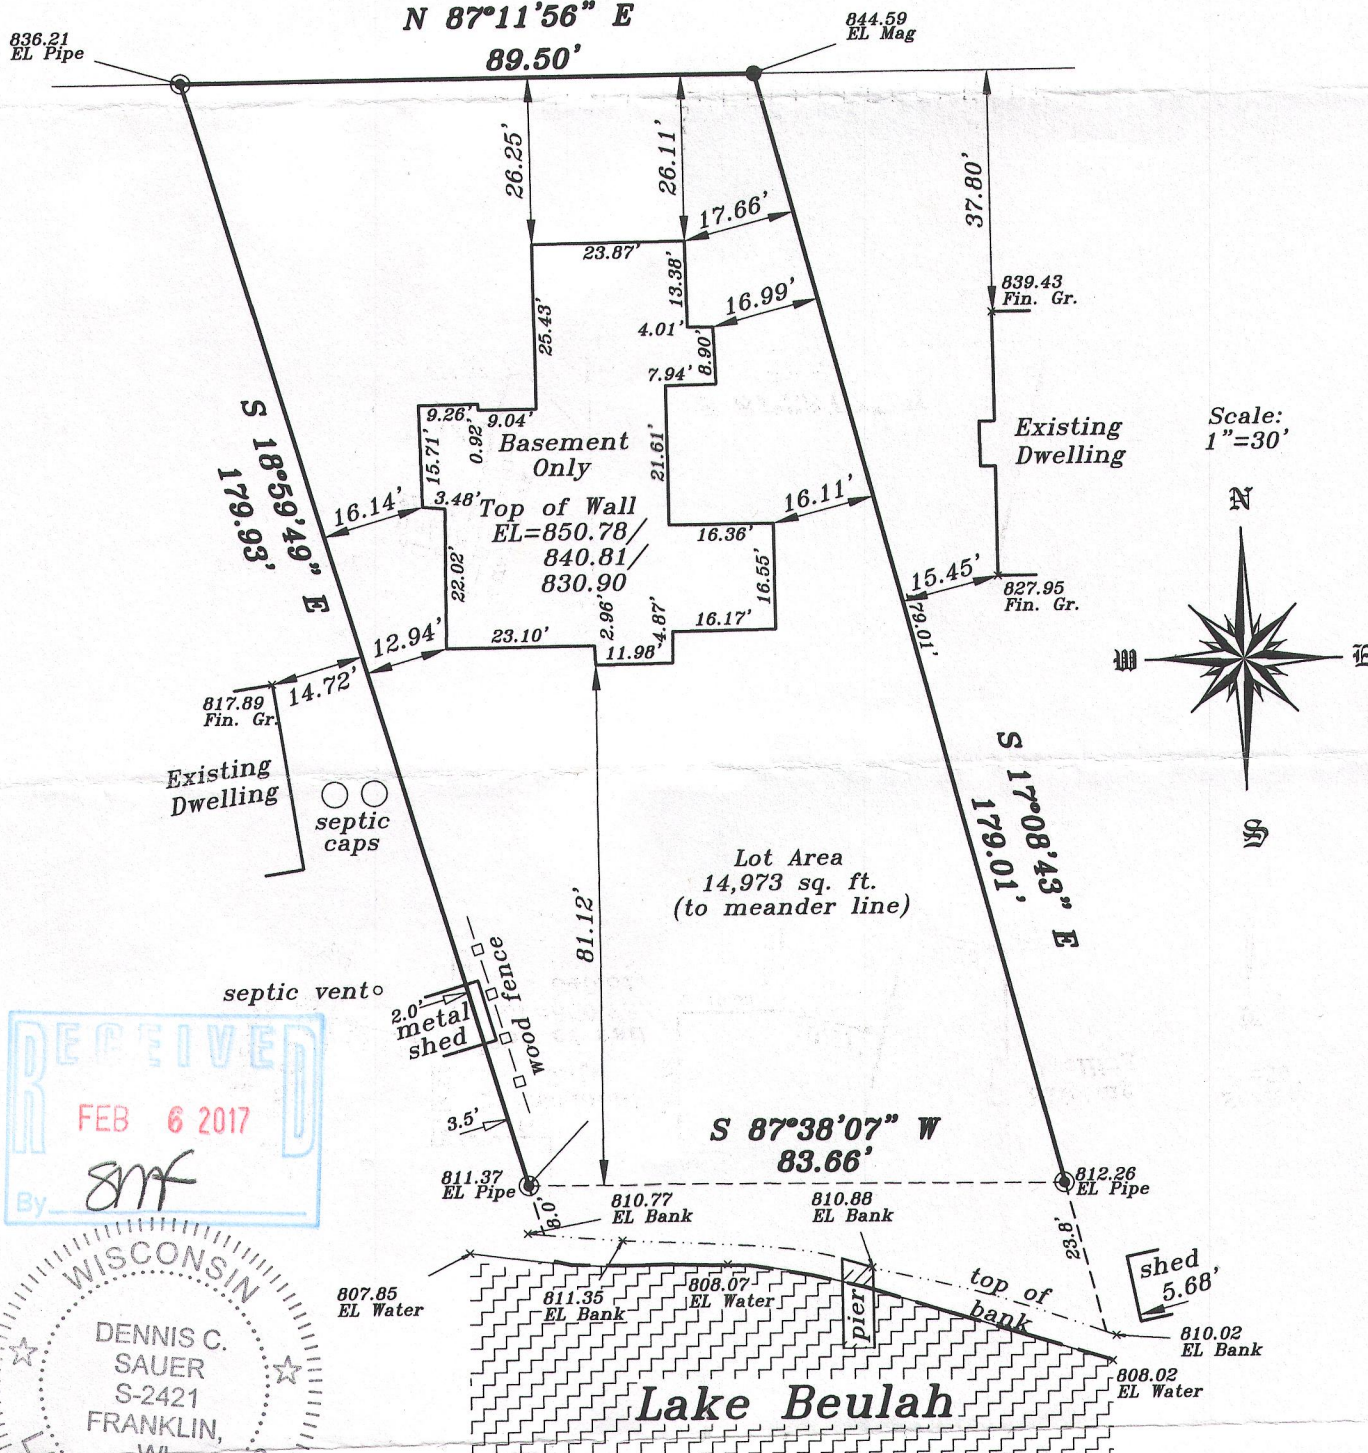 N 87°11'56" E
89.50'
836.21
EL Pipe
844.59
EL Mag
26.25'
26.11'
37.80'
17.66'
23.87'
13.38'
839.43
Fin. Gr.
16.99'
4.01'
25.43'
8.90'
7.94'
9.26'
9.04'
0.92'
15.71'
Basement
Only
21.61'
Existing
Dwelling
Scale:
1"=30'
S 18°59'49" E
179.93'
16.14'
3.48'
Top of Wall
EL=850.78/
840.81/
830.90
16.11'
16.36'
N
22.02'
16.55'
15.45'
827.95
Fin. Gr.
179.01'
2.96'
4.87'
16.17'
12.94'
23.10'
11.98'
W
E
14.72'
817.89
Fin. Gr.
Existing
Dwelling
septic
caps
S 17°08'43" E
179.01'
S
Lot Area
14,973 sq. ft.
(to meander line)
81.12'
wood fence
septic vent
2.0'
metal
shed
RECEIVED
FEB 6 2017
By
3.5'
S 87°38'07" W
83.66'
811.37
EL Pipe
812.26
EL Pipe
8.0'
810.77
EL Bank
810.88
EL Bank
23.8'
shed
5.68'
top of
bank
807.85
EL Water
811.35
EL Bank
808.07
EL Water
pier
810.02
EL Bank
808.02
EL Water
Lake Beulah
WISCONSIN
DENNIS C.
SAUER
S-2421
FRANKLIN,
WI